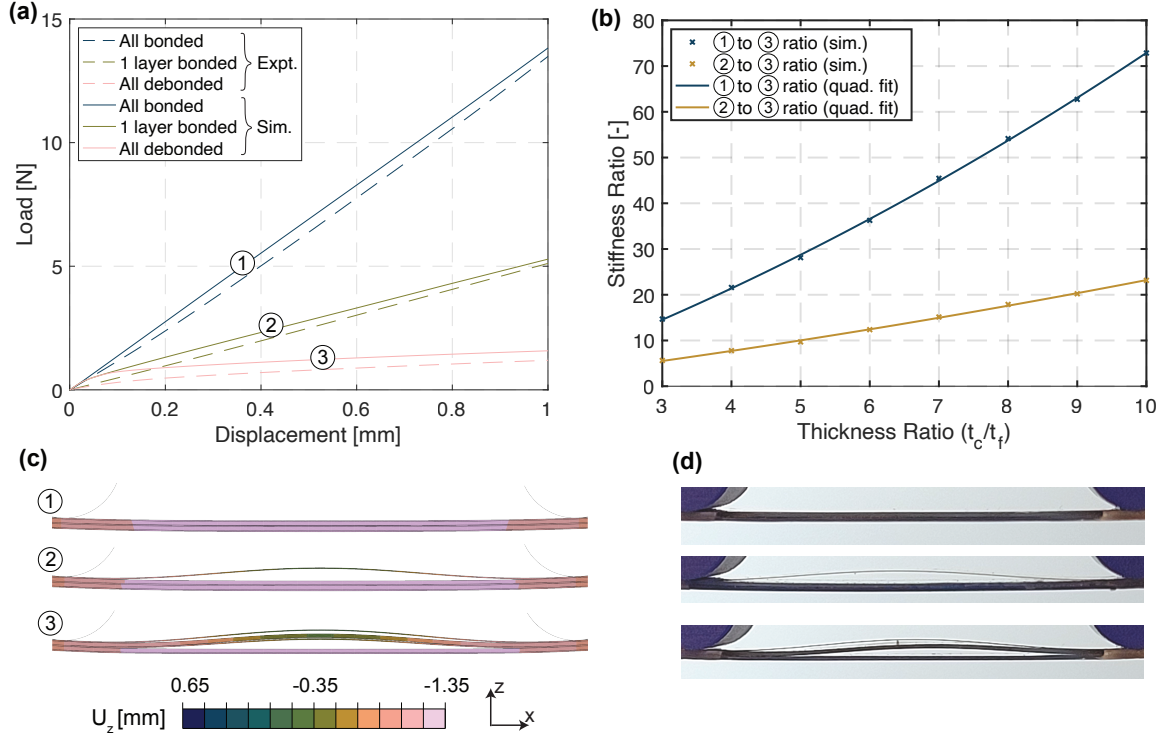 (a)
15
10
5
0
Load [N]
All bonded
1 layer bonded
All debonded
Expt.
All bonded
1 layer bonded
All debonded
Sim.
1
2
3
0
0.2
0.4
0.6
0.8
1
Displacement [mm]
(b)
80
70
60
50
40
30
20
10
0
Stiffness Ratio [-]
① to ③ ratio (sim.)
② to ③ ratio (sim.)
① to ③ ratio (quad. fit)
② to ③ ratio (quad. fit)
3
4
5
6
7
8
9
10
Thickness Ratio (t_c/t_f)
(c)
1
2
3
0.65
-0.35
-1.35
U_z [mm]
z
x
(d)